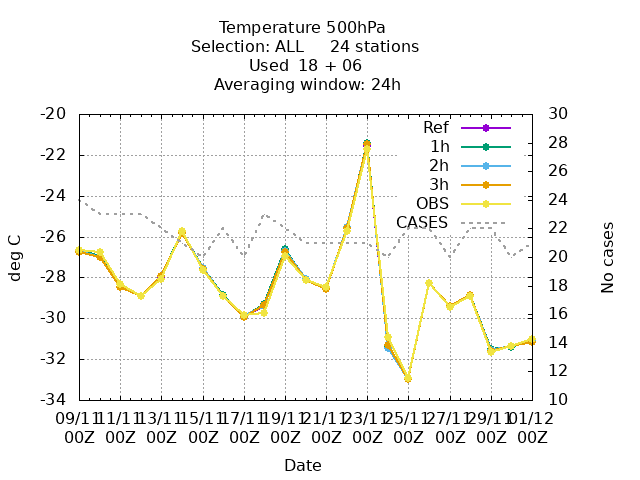 Temperature 500hPa
Selection: ALL 24 stations
Used 18 + 06
Averaging window: 24h
-20 -22 -24 -26 -28 -30 -32 -34
deg C
30 28 26 24 22 20 18 16 14 12 10
No cases
Ref
1h
2h
3h
OBS
CASES
09/11 11/11 13/11 15/11 17/11 19/11 21/11 23/11 25/11 27/11 29/11 01/12
00Z 00Z 00Z 00Z 00Z 00Z 00Z 00Z 00Z 00Z 00Z 00Z
Date